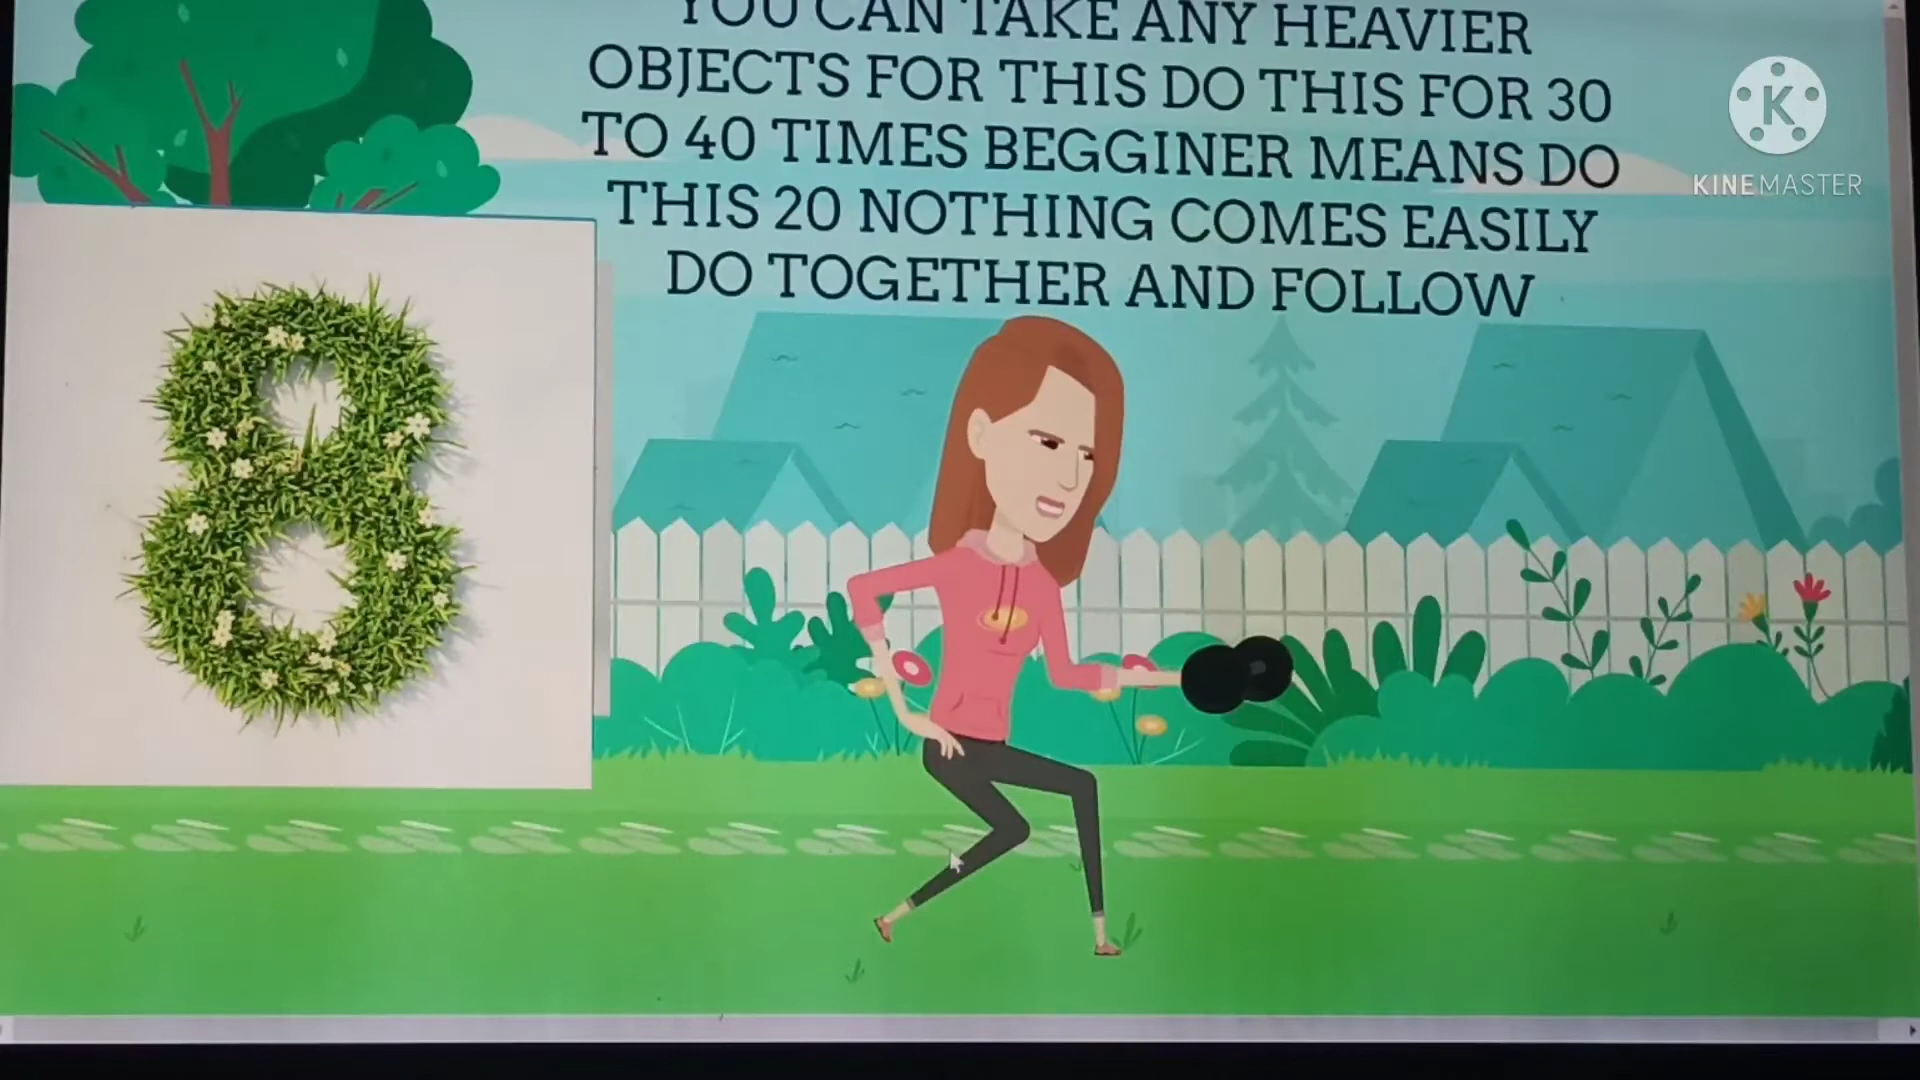 YOU CAN TAKE ANY HEAVIER
OBJECTS FOR THIS DO THIS FOR 30
TO 40 TIMES BEGGINER MEANS DO
THIS 20 NOTHING COMES EASILY
DO TOGETHER AND FOLLOW
8
K
KINEMASTER